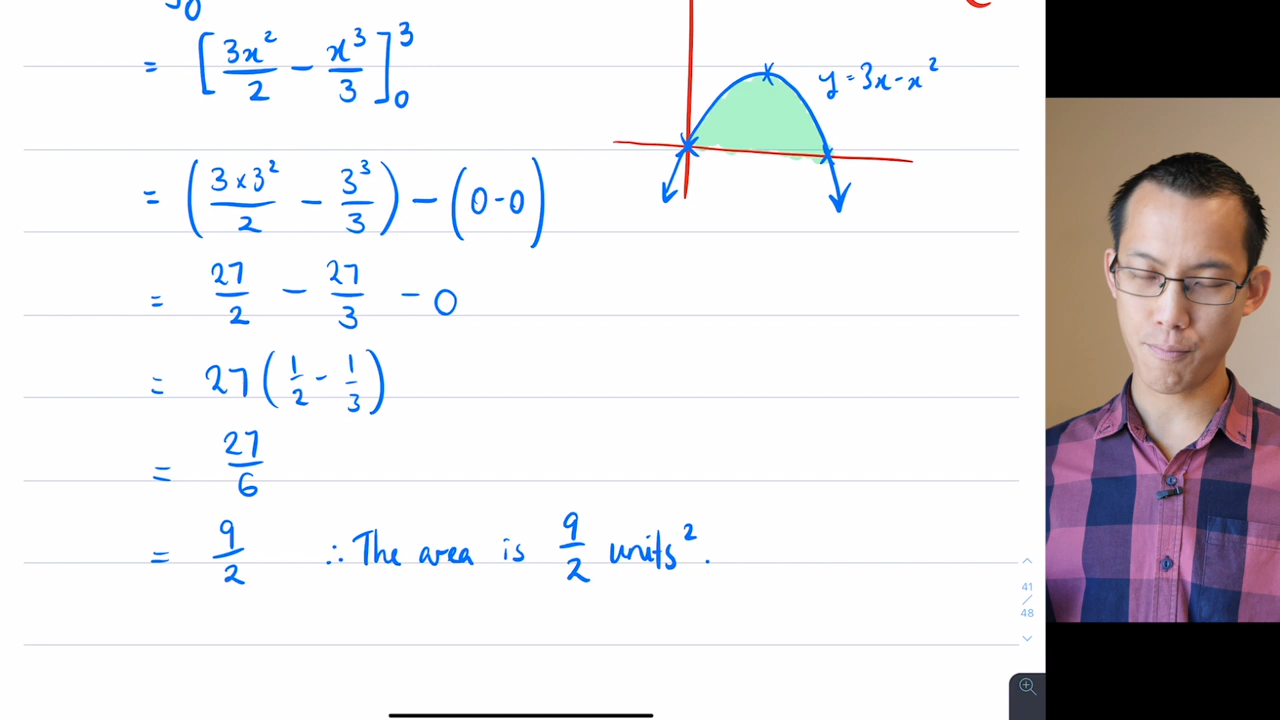 0
= [3x²/2 - x³/3]₀³
y = 3x - x²
= (3×3²/2 - 3³/3) - (0-0)
= 27/2 - 27/3 - 0
= 27(1/2 - 1/3)
= 27/6
= 9/2 ∴ The area is 9/2 units².
41
/
48